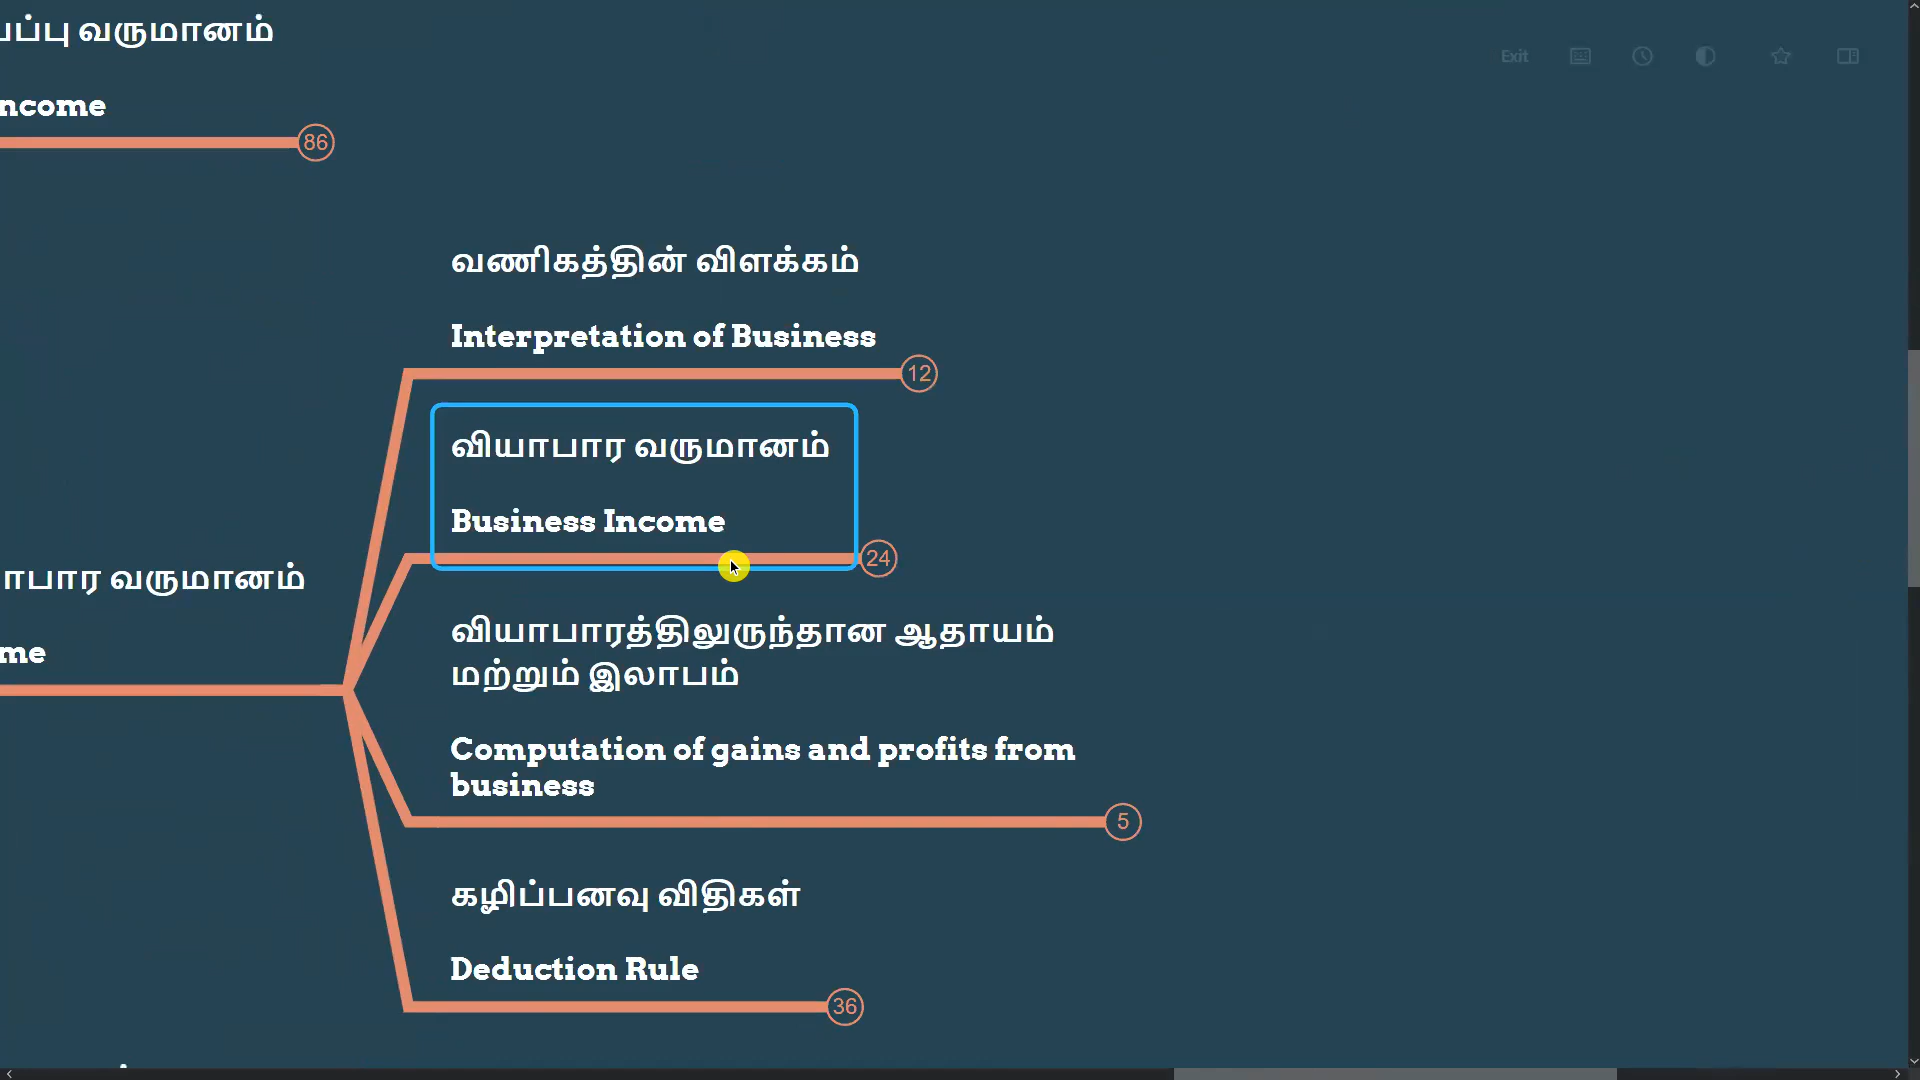 வருமானம்
Exit
86
வணிகத்தின் விளக்கம்
Interpretation of Business
12
வியாபார வருமானம்
Business Income
24
வருமானம்
வியாபாரத்திலுருந்தான ஆதாயம்
மற்றும் இலாபம்
Computation of gains and profits from
business
5
கழிப்பனவு விதிகள்
Deduction Rule
36